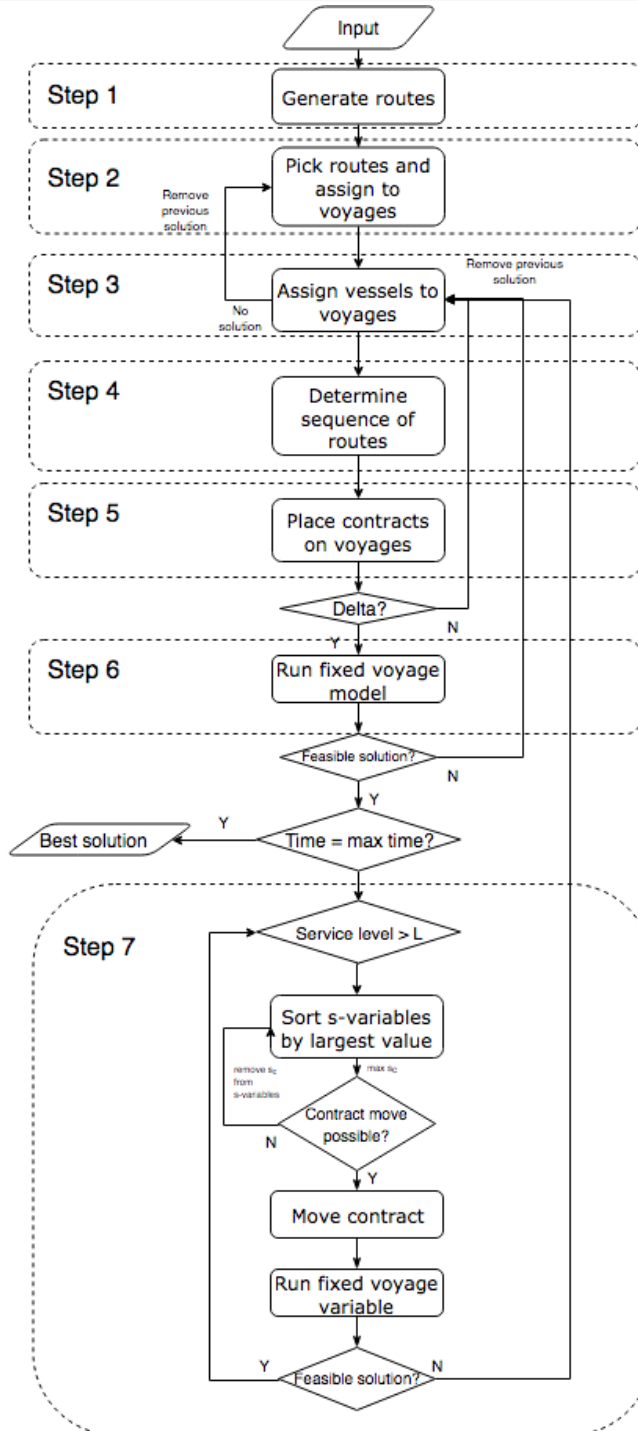 Input
Step 1
Generate routes
Step 2
Pick routes and
assign to
voyages
Remove
previous
solution
Step 3
Assign vessels to
voyages
No
solution
Remove previous
solution
Step 4
Determine
sequence of
routes
Step 5
Place contracts
on voyages
Delta?
N
Y
Step 6
Run fixed voyage
model
Feasible solution?
N
Y
Y
Best solution
Time = max time?
Step 7
Service level > L
Sort s-variables
by largest value
remove sc
from
s-variables
max sc
Contract move
possible?
N
Y
Move contract
Run fixed voyage
variable
Y
Feasible solution?
N